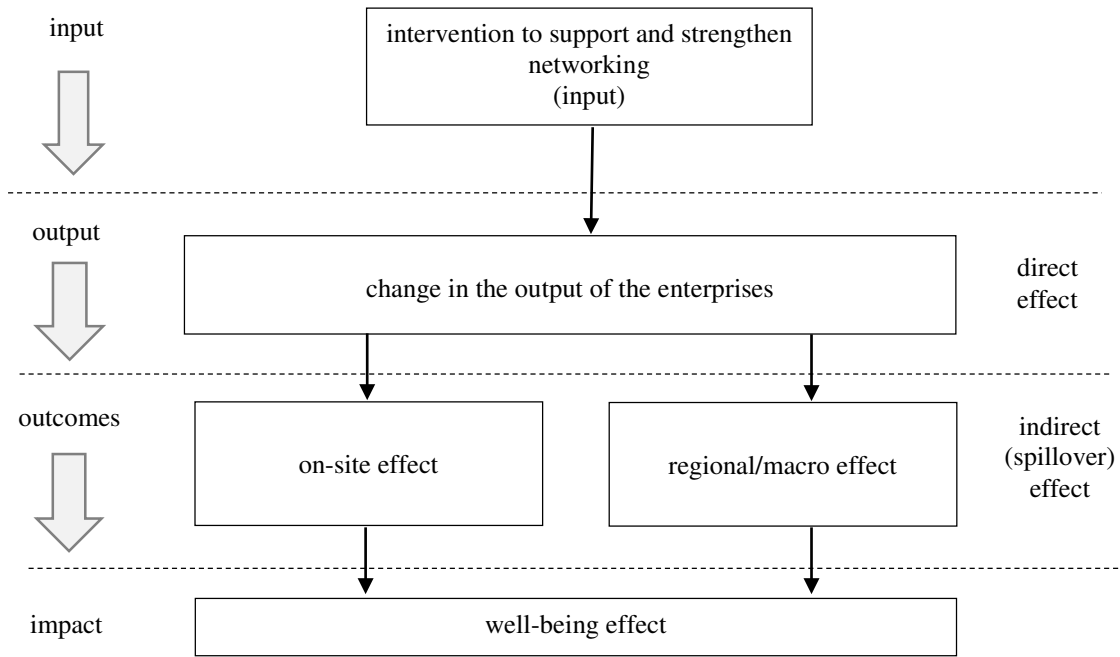 input
intervention to support and strengthen
networking
(input)
output
change in the output of the enterprises
direct
effect
outcomes
on-site effect
regional/macro effect
indirect
(spillover)
effect
impact
well-being effect